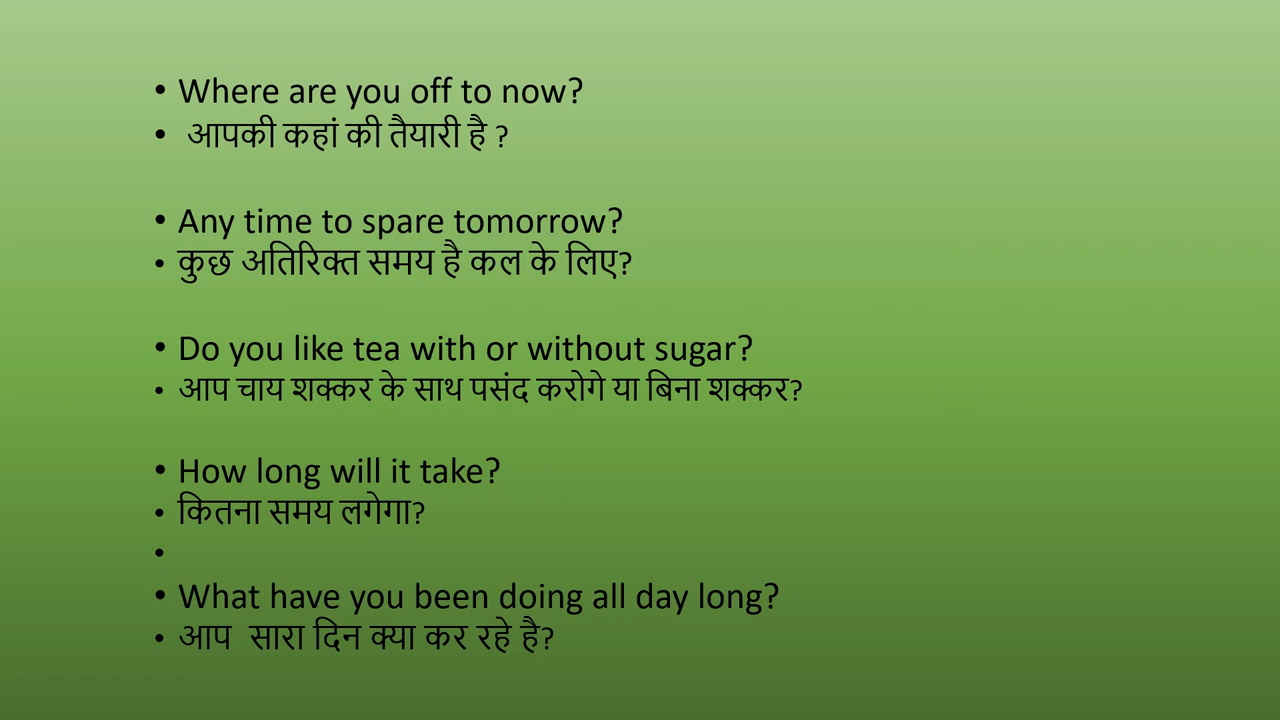 • Where are you off to now?
• आपकी कहां की तैयारी है ?
• Any time to spare tomorrow?
• कुछ अतिरिक्त समय है कल के लिए?
• Do you like tea with or without sugar?
• आप चाय शक्कर के साथ पसंद करोगे या बिना शक्कर?
• How long will it take?
• कितना समय लगेगा?
•
• What have you been doing all day long?
• आप  सारा दिन क्या कर रहे है?